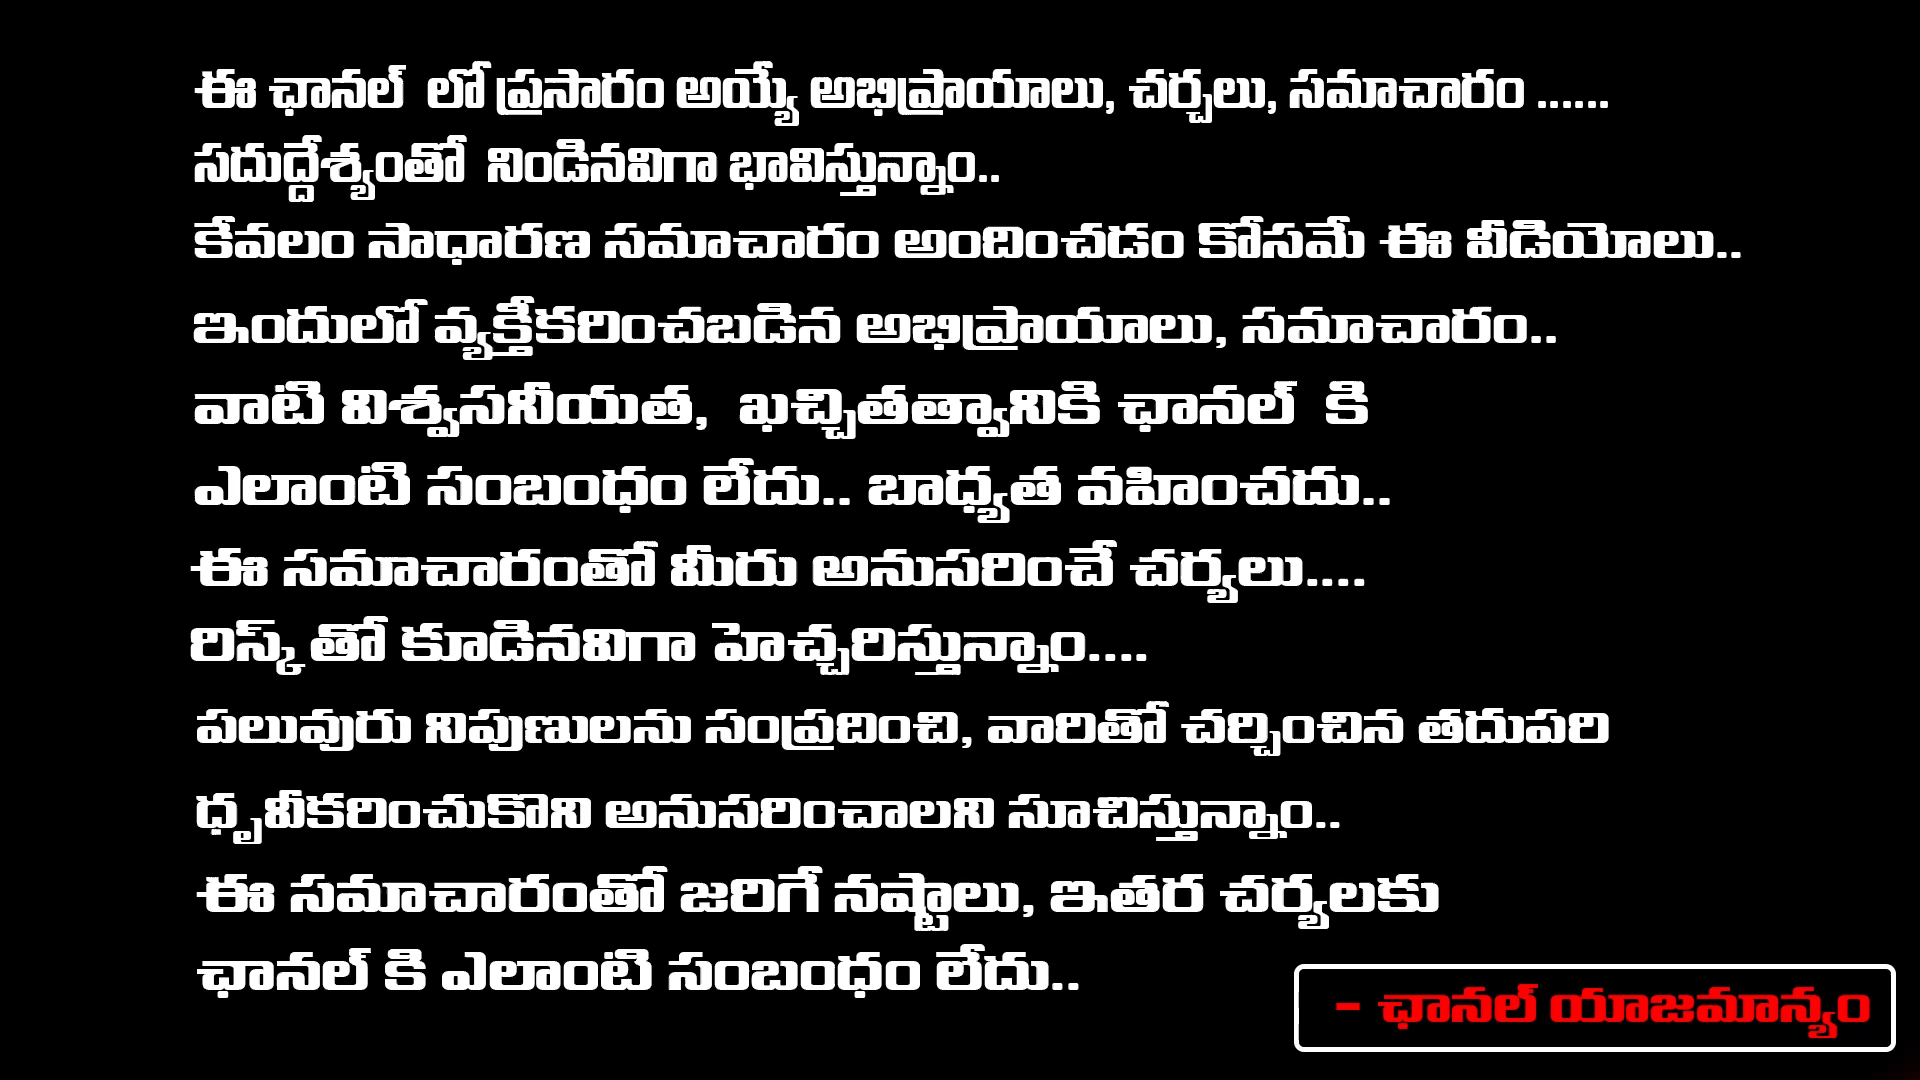 ఈ ఛానల్ లో ప్రసారం అయ్యే అభిప్రాయాలు, చర్చలు, సమాచారం ......
సదుద్దేశ్యంతో నిండినవిగా భావిస్తున్నాం..
కేవలం సాధారణ సమాచారం అందించడం కోసమే ఈ వీడియోలు..
ఇందులో వ్యక్తీకరించబడిన అభిప్రాయాలు, సమాచారం..
వాటి విశ్వసనీయత, ఖచ్చితత్వానికి ఛానల్ కి
ఎలాంటి సంబంధం లేదు.. బాధ్యత వహించదు..
ఈ సమాచారంతో మీరు అనుసరించే చర్యలు....
రిస్క్ తో కూడినవిగా హెచ్చరిస్తున్నాం....
పలువురు నిపుణులను సంప్రదించి, వారితో చర్చించిన తదుపరి
ధృవీకరించుకొని అనుసరించాలని సూచిస్తున్నాం..
ఈ సమాచారంతో జరిగే నష్టాలు, ఇతర చర్యలకు
ఛానల్ కి ఎలాంటి సంబంధం లేదు..
- ఛానల్ యాజమాన్యం